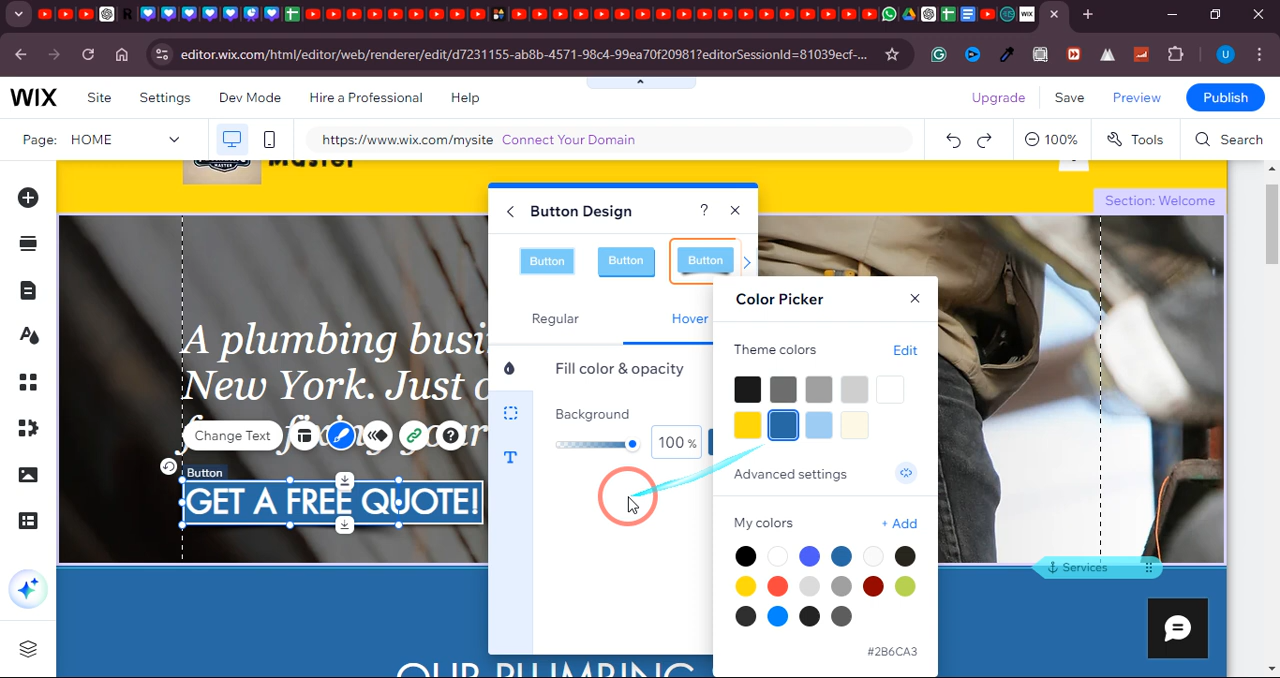 editor.wix.com/html/editor/web/renderer/edit/d7231155-ab8b-4571-98c4-99ea70f20981?editorSessionId=81039ecf-...
WIX
Site
Settings
Dev Mode
Hire a Professional
Help
Upgrade
Save
Preview
Publish
Page: HOME
https://www.wix.com/mysite
Connect Your Domain
100%
Tools
Search
Master
Section: Welcome
Button Design
?
Button
Button
Button
Regular
Hover
Fill color & opacity
Background
100 %
Color Picker
Theme colors
Edit
Advanced settings
My colors
+ Add
#2B6CA3
A plumbing busi
New York. Just
Change Text
Button
GET A FREE QUOTE!
Services
OUR PLUMBING